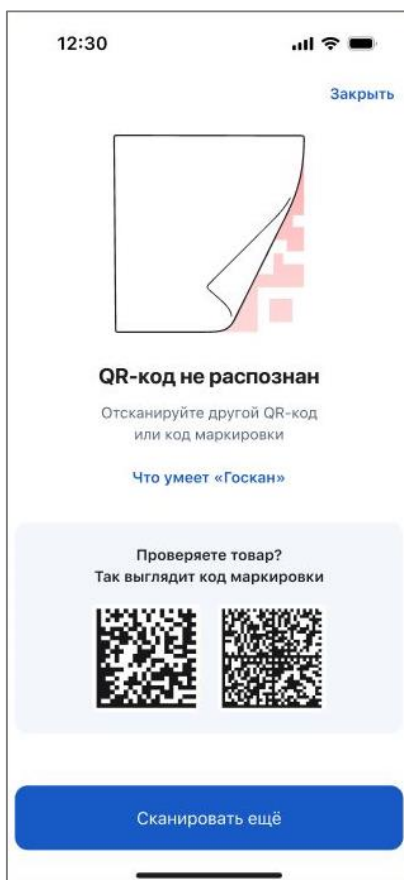 12:30
Закрыть
QR-код не распознан
Отсканируйте другой QR-код
или код маркировки
Что умеет «Госкан»
Проверяете товар?
Так выглядит код маркировки
Сканировать ещё